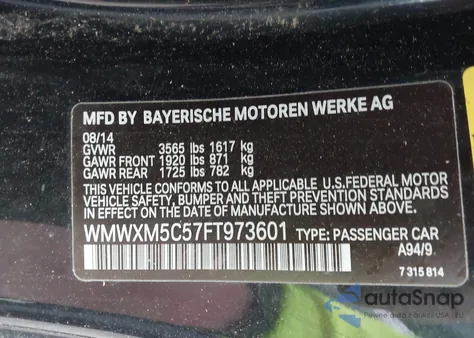 MFD BY BAYERISCHE MOTOREN WERKE AG
08/14
GVWR 3565 lbs 1617 kg
GAWR FRONT 1920 lbs 871 kg
GAWR REAR 1725 lbs 782 kg
THIS VEHICLE CONFORMS TO ALL APPLICABLE U.S.FEDERAL MOTOR
VEHICLE SAFETY, BUMPER AND THEFT PREVENTION STANDARDS
IN EFFECT ON THE DATE OF MANUFACTURE SHOWN ABOVE.
WMWXM5C57FT973601 TYPE: PASSENGER CAR
A94/9
7 315 814
autoSnap